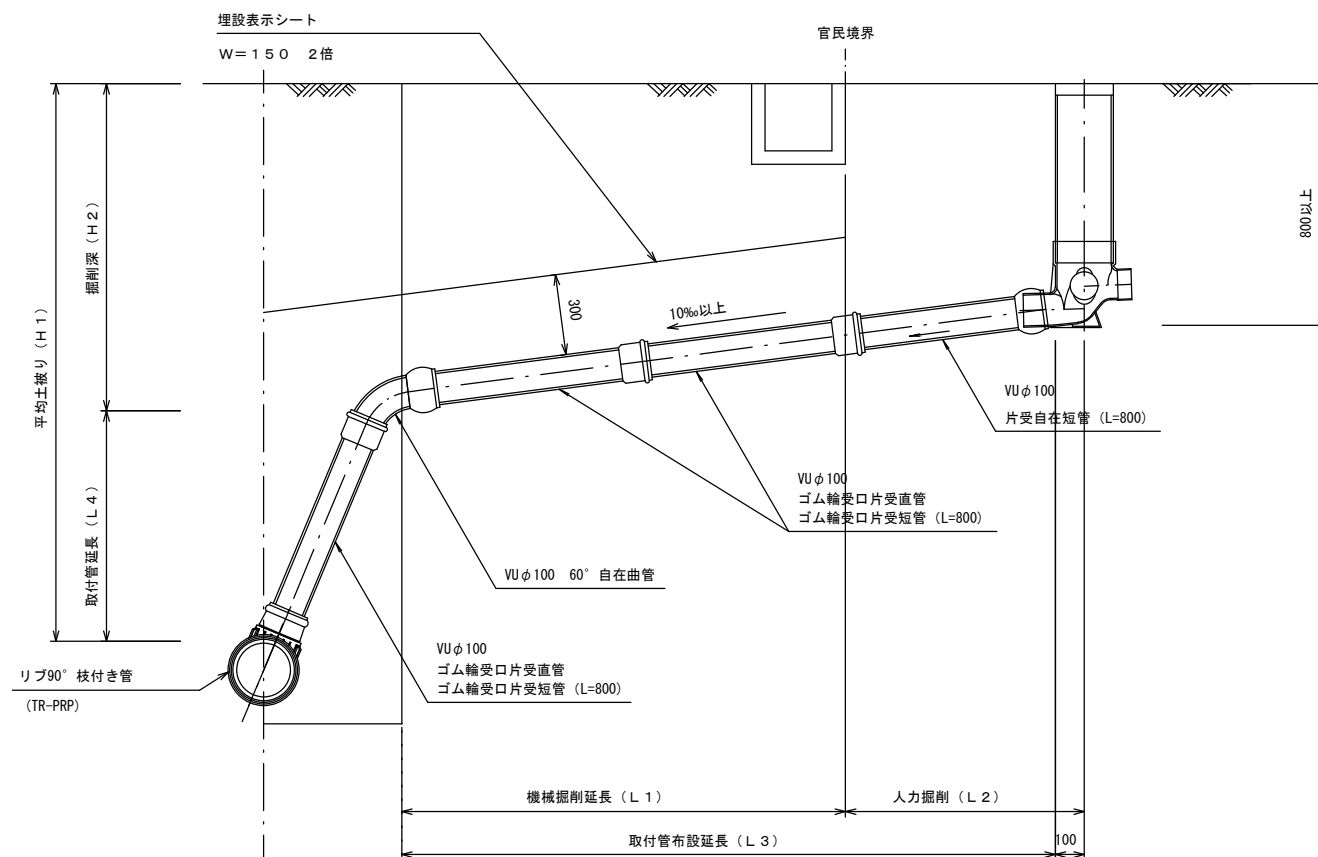 埋設表示シート
W=150 2倍
官民境界
平均土被り(H1)
掘削深(H2)
取付管延長(L4)
300
10‰以上
800以上
VUφ100
片受自在短管(L=800)
VUφ100
ゴム輪受口片受直管
ゴム輪受口片受短管(L=800)
VUφ100 60°自在曲管
VUφ100
ゴム輪受口片受直管
ゴム輪受口片受短管(L=800)
リブ90°枝付き管
(TR-PRP)
機械掘削延長(L1)
人力掘削(L2)
取付管布設延長(L3)
100